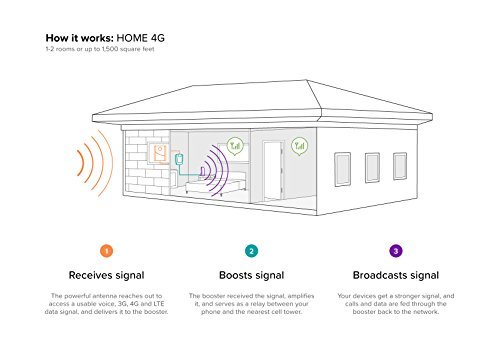 How it works: HOME 4G
1-2 rooms or up to 1,500 square feet
1
2
3
Receives signal
Boosts signal
Broadcasts signal
The powerful antenna reaches out to
access a usable voice, 3G, 4G and LTE
data signal, and delivers it to the booster.
The booster received the signal, amplifies
it, and serves as a relay between your
phone and the nearest cell tower.
Your devices get a stronger signal, and
calls and data are fed through the
booster back to the network.